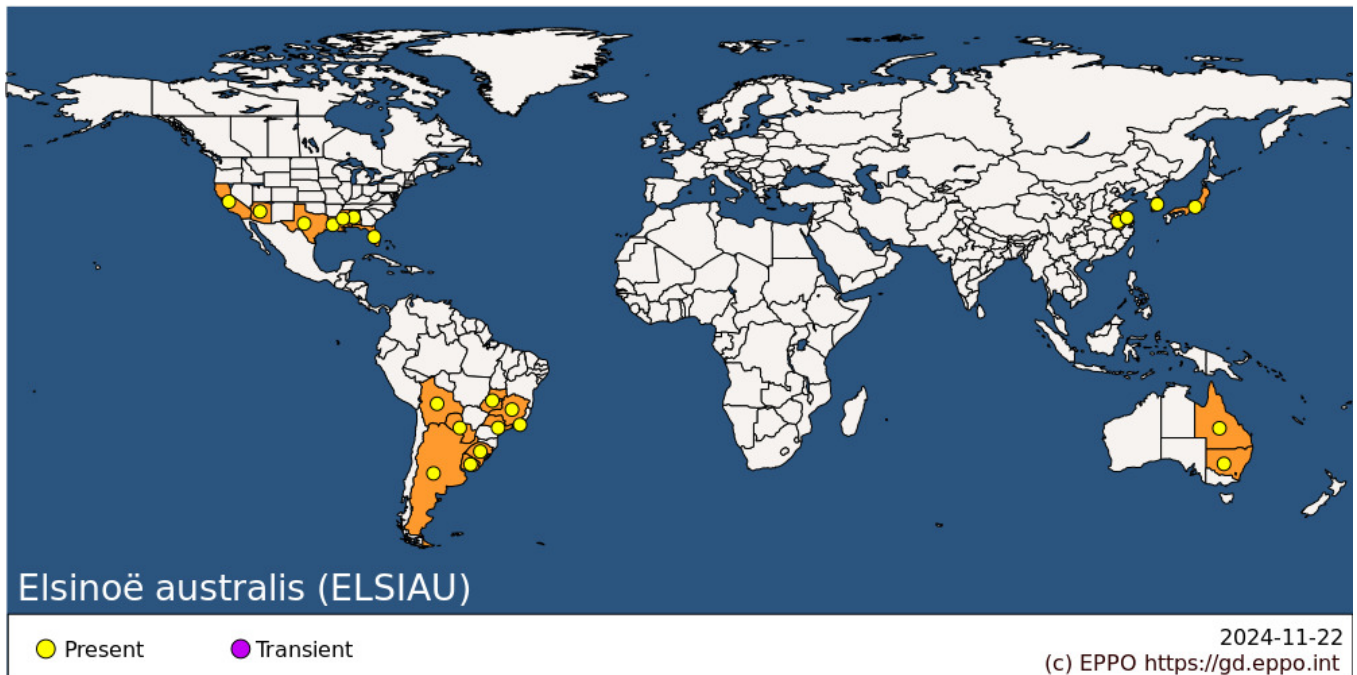 Elsinoë australis (ELSIAU)
Present
Transient
2024-11-22
(c) EPPO https://gd.eppo.int